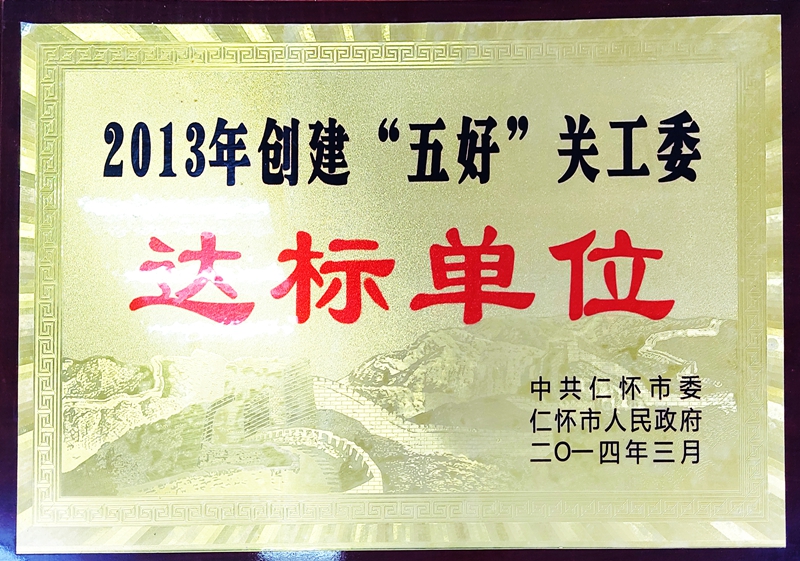 2013年创建“五好”关工委
达标单位
中共仁怀市委
仁怀市人民政府
二〇一四年三月